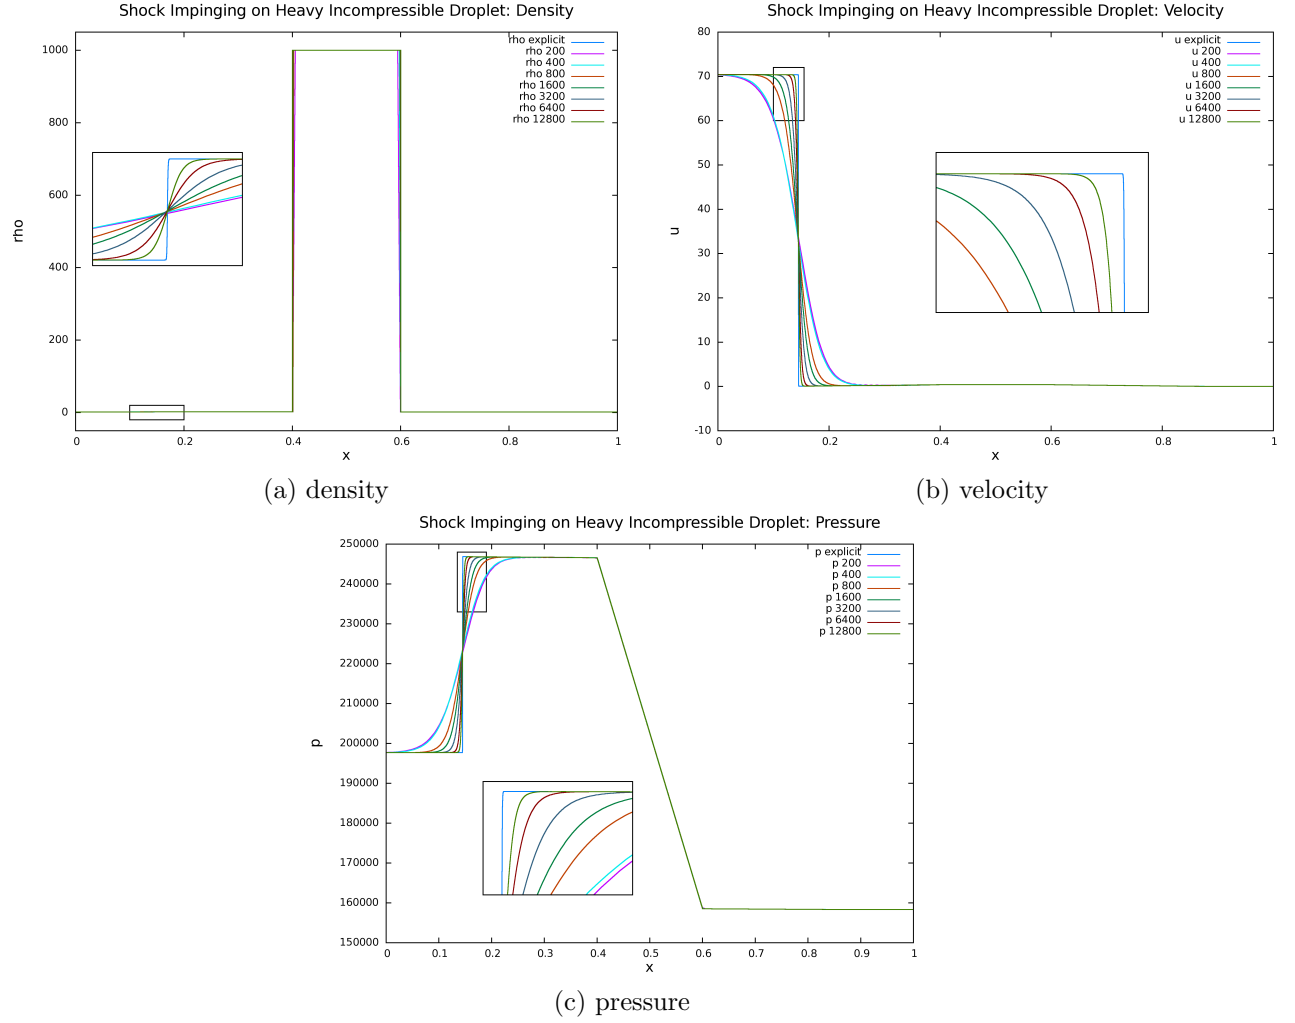 Shock Impinging on Heavy Incompressible Droplet: Density
rho explicit
rho 200
rho 400
rho 800
rho 1600
rho 3200
rho 6400
rho 12800
1000
800
600
400
200
0
rho
0 0.2 0.4 0.6 0.8 1
x
(a) density
Shock Impinging on Heavy Incompressible Droplet: Velocity
u explicit
u 200
u 400
u 800
u 1600
u 3200
u 6400
u 12800
80
70
60
50
40
30
20
10
0
-10
u
0 0.2 0.4 0.6 0.8 1
x
(b) velocity
Shock Impinging on Heavy Incompressible Droplet: Pressure
p explicit
p 200
p 400
p 800
p 1600
p 3200
p 6400
p 12800
250000
240000
230000
220000
210000
200000
190000
180000
170000
160000
150000
p
0 0.1 0.2 0.3 0.4 0.5 0.6 0.7 0.8 0.9 1
x
(c) pressure